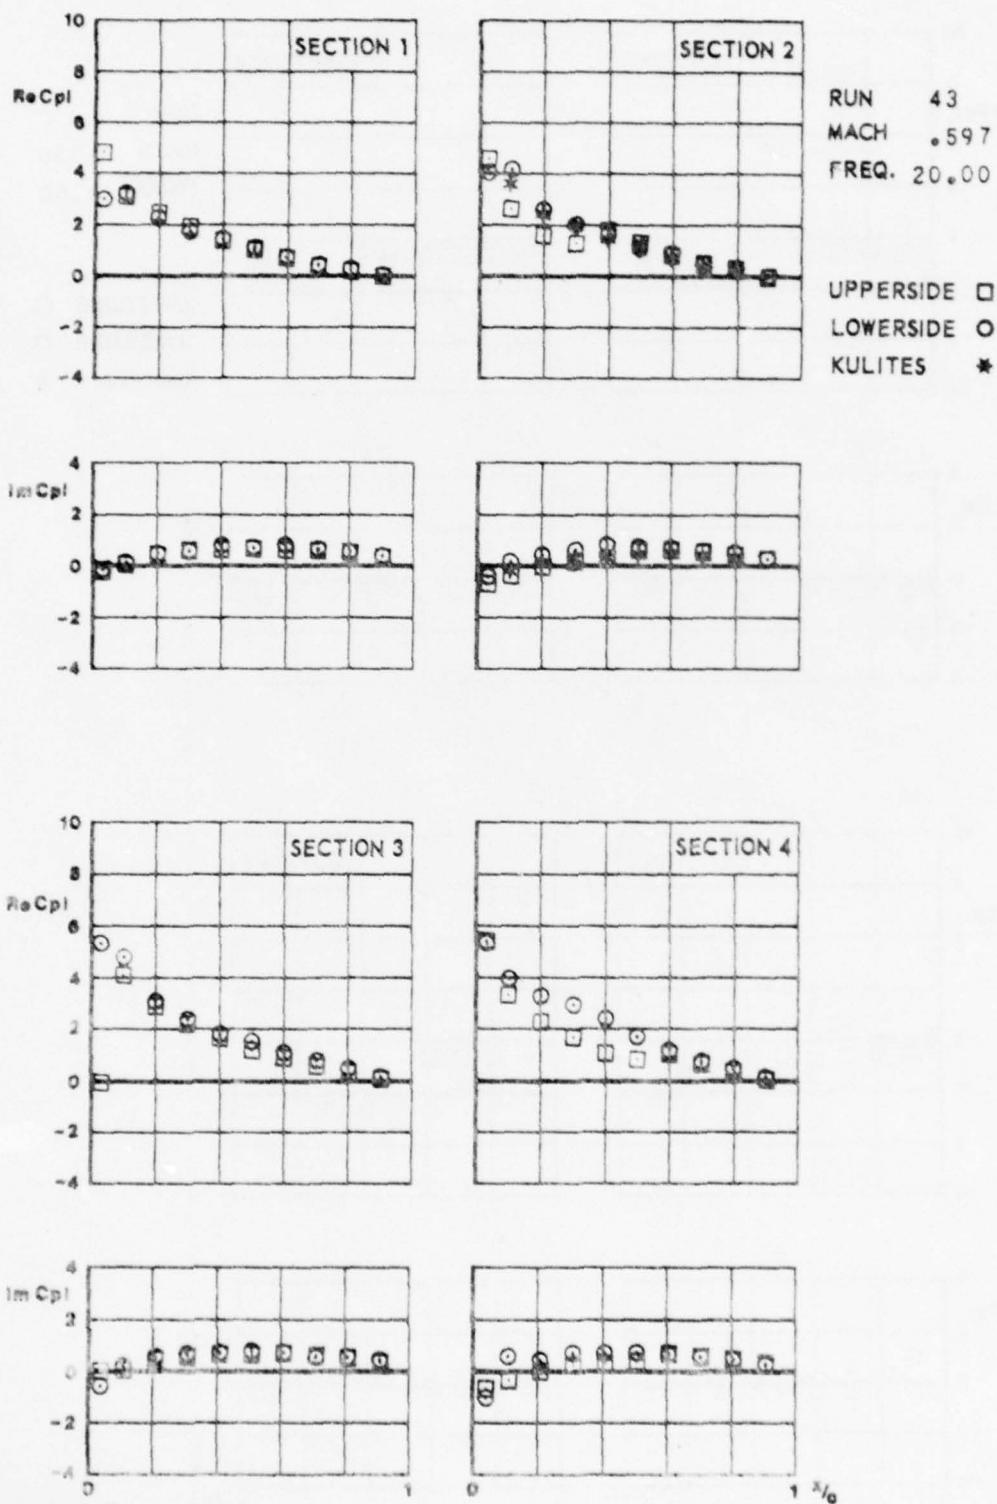 10
SECTION 1
SECTION 2
8
ReCpl
6
4
2
0
-2
-4
RUN 43
MACH .597
FREQ. 20.00
UPPERSIDE □
LOWERSIDE ○
KULITES *
4
ImCpl
2
0
-2
-4
10
SECTION 3
SECTION 4
8
ReCpl
6
4
2
0
-2
-4
4
ImCpl
2
0
-2
-4
0 1 0 1